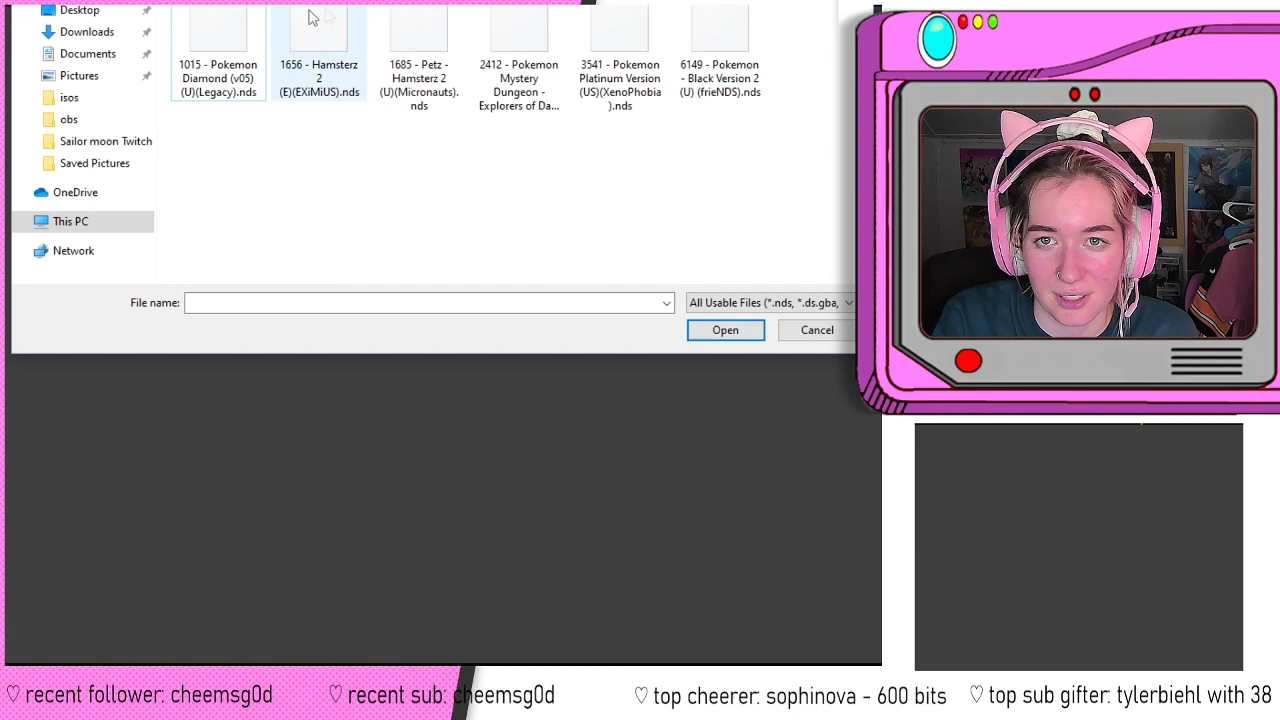 Desktop
Downloads
Documents
Pictures
isos
obs
Sailor moon Twitch
Saved Pictures
OneDrive
This PC
Network
1015 - Pokemon
Diamond (v05)
(U)(Legacy).nds
1656 - Hamsterz
2
(E)(EXiMiUS).nds
1685 - Petz -
Hamsterz 2
(U)(Micronauts).
nds
2412 - Pokemon
Mystery
Dungeon -
Explorers of Da...
3541 - Pokemon
Platinum Version
(US)(XenoPhobia
).nds
6149 - Pokemon
- Black Version 2
(U) (frieNDS).nds
File name:
All Usable Files (*.nds, *.ds.gba,
Open
Cancel
♡ recent follower: cheemsg0d
♡ recent sub: cheemsg0d
♡ top cheerer: sophinova - 600 bits
♡ top sub gifter: tylerbiehl with 38